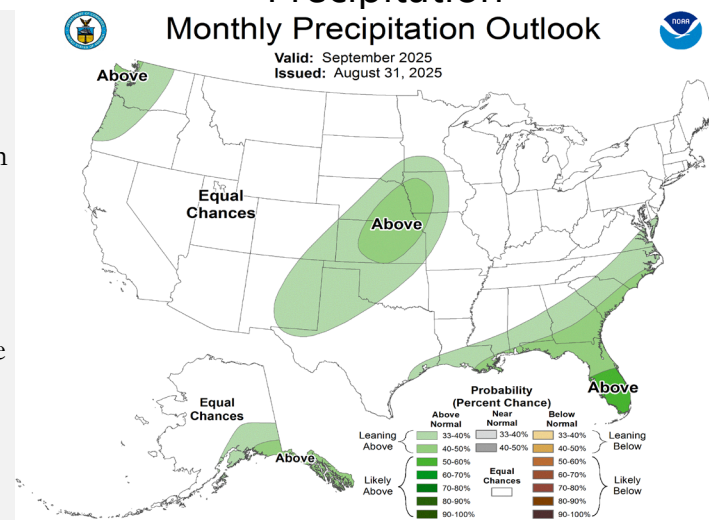 Precipitation
Monthly Precipitation Outlook
NOAA
Valid: September 2025
Issued: August 31, 2025
Above
Equal
Chances
Above
Above
Equal
Chances
Above
Probability
(Percent Chance)
Above
Normal
Near
Normal
Below
Normal
Leaning
Above
33-40%
33-40%
33-40%
Leaning
Below
40-50%
40-50%
40-50%
Likely
Above
50-60%
50-60%
Likely
Below
60-70%
Equal
Chances
60-70%
70-80%
70-80%
80-90%
80-90%
90-100%
90-100%